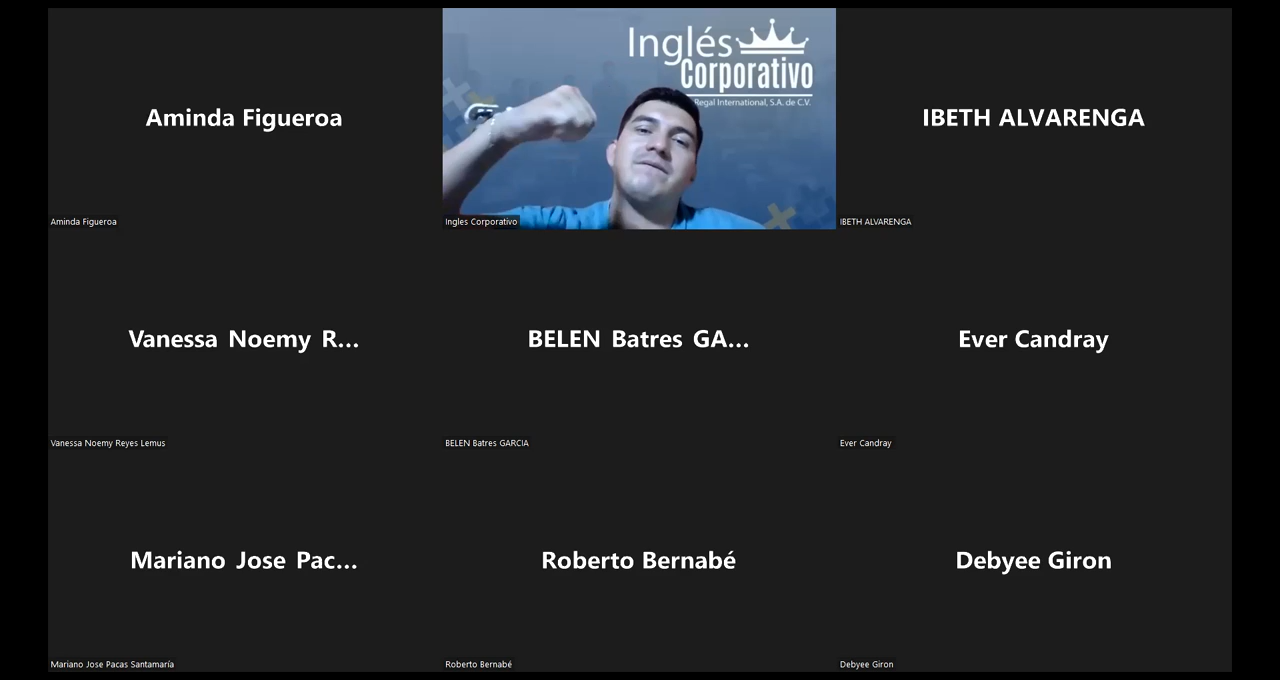 Aminda Figueroa
Aminda Figueroa
Inglés
Corporativo
Regal International, S.A. de C.V.
Ingles Corporativo
IBETH ALVARENGA
IBETH ALVARENGA
Vanessa Noemy R...
Vanessa Noemy Reyes Lemus
BELEN Batres GA...
BELEN Batres GARCIA
Ever Candray
Ever Candray
Mariano Jose Pac...
Mariano Jose Pacas Santamaría
Roberto Bernabé
Roberto Bernabé
Debyee Giron
Debyee Giron